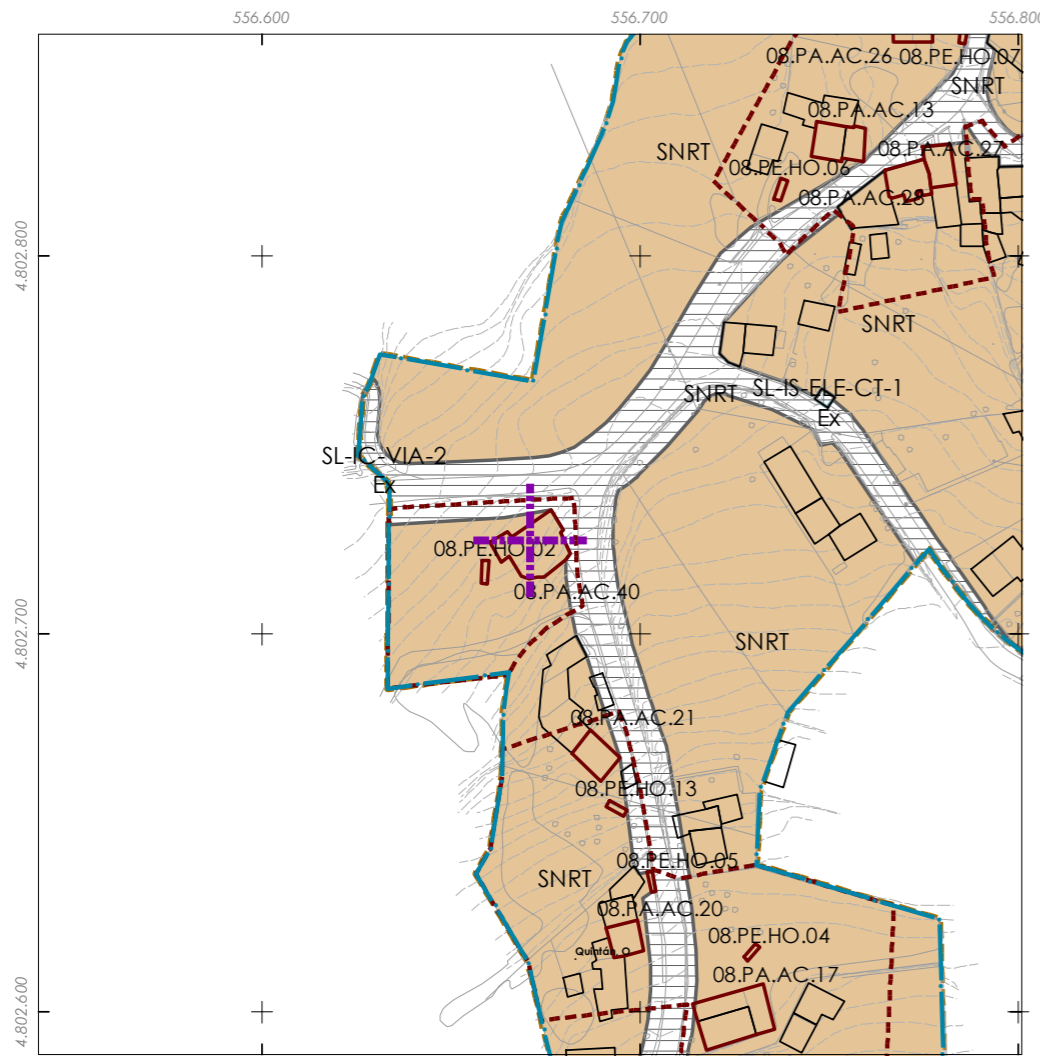 556.600
556.700
556.800
08.PA.AC.26
08.PE.HO.07
SNRT
08.PA.AC.13
08.PA.AC.27
SNRT
08.PE.HO.06
08.PA.AC.28
4.802.800
SNRT
SL-IS-ELE-CT-1
SNRT
Ex
SL-IC-VIA-2
Ex
08.PE.HO.02
08.PA.AC.40
4.802.700
SNRT
08.PA.AC.21
08.PE.HO.13
08.PE.HO.05
SNRT
08.PA.AC.20
08.PE.HO.04
Quintán
08.PA.AC.17
4.802.600